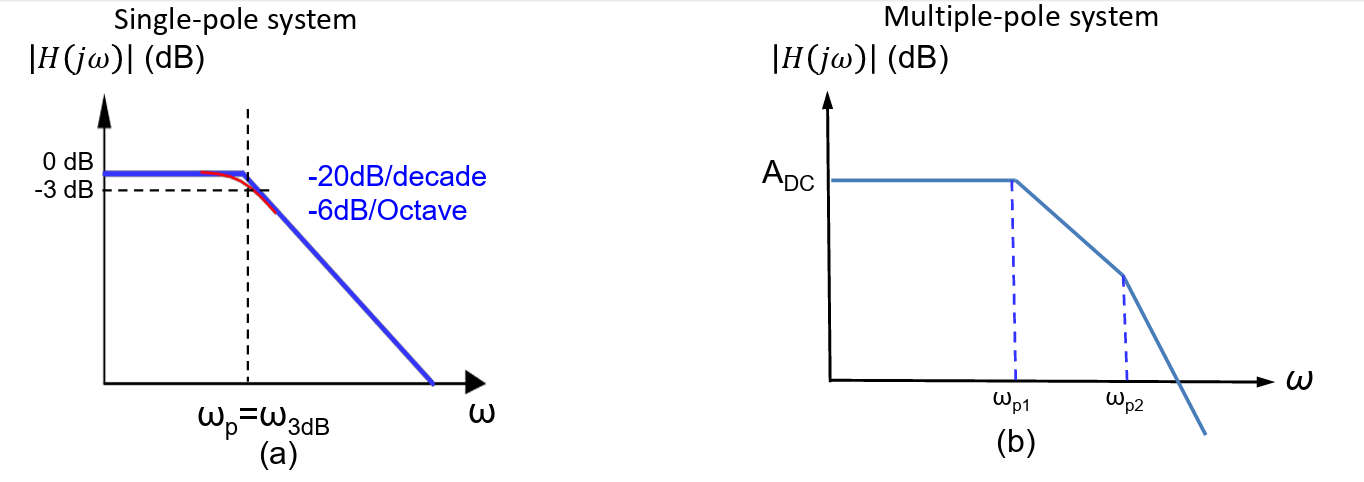 Single-pole system
|H(jω)| (dB)
0 dB
-3 dB
-20dB/decade
-6dB/Octave
ωp=ω3dB
ω
(a)
Multiple-pole system
|H(jω)| (dB)
ADC
ωp1
ωp2
ω
(b)